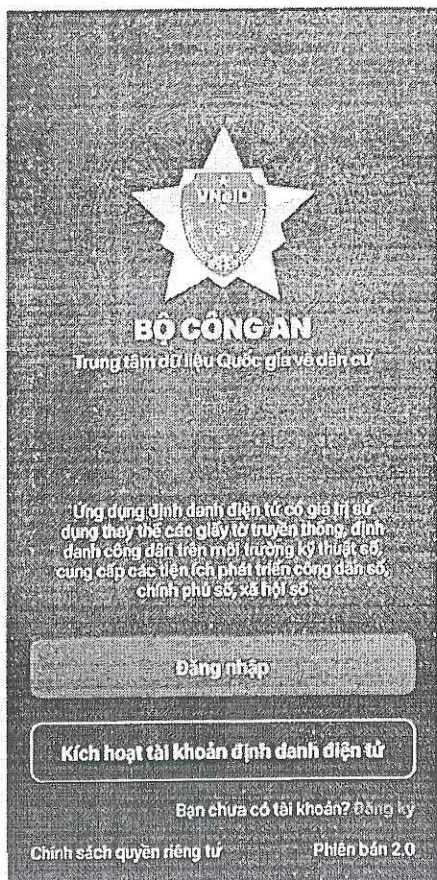 VNeID
BỘ CÔNG AN
Trung tâm dữ liệu Quốc gia về dân cư
Ứng dụng định danh điện tử có giá trị sử
dụng thay thế các giấy tờ truyền thống, định
danh công dân trên môi trường kỹ thuật số,
cung cấp các tiện ích phát triển công dân số,
chính phủ số, xã hội số
Đăng nhập
Kích hoạt tài khoản định danh điện tử
Bạn chưa có tài khoản? Đăng ký
Chính sách quyền riêng tư Phiên bản 2.0